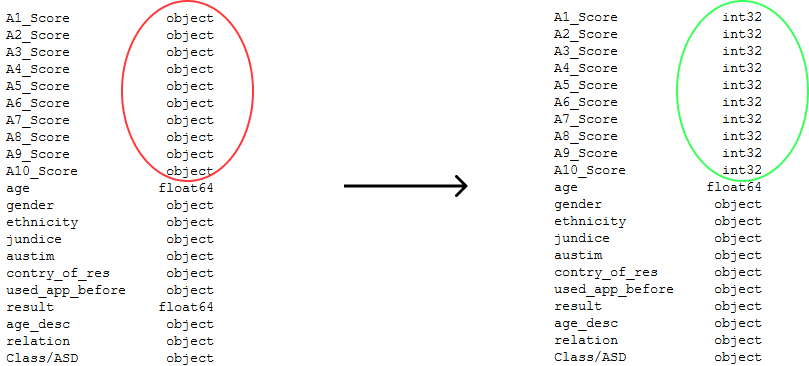 A1_Score object
A2_Score object
A3_Score object
A4_Score object
A5_Score object
A6_Score object
A7_Score object
A8_Score object
A9_Score object
A10_Score object
age float64
gender object
ethnicity object
jundice object
austim object
contry_of_res object
used_app_before object
result float64
age_desc object
relation object
Class/ASD object
A1_Score int32
A2_Score int32
A3_Score int32
A4_Score int32
A5_Score int32
A6_Score int32
A7_Score int32
A8_Score int32
A9_Score int32
A10_Score int32
age float64
gender object
ethnicity object
jundice object
austim object
contry_of_res object
used_app_before object
result object
age_desc object
relation object
Class/ASD object